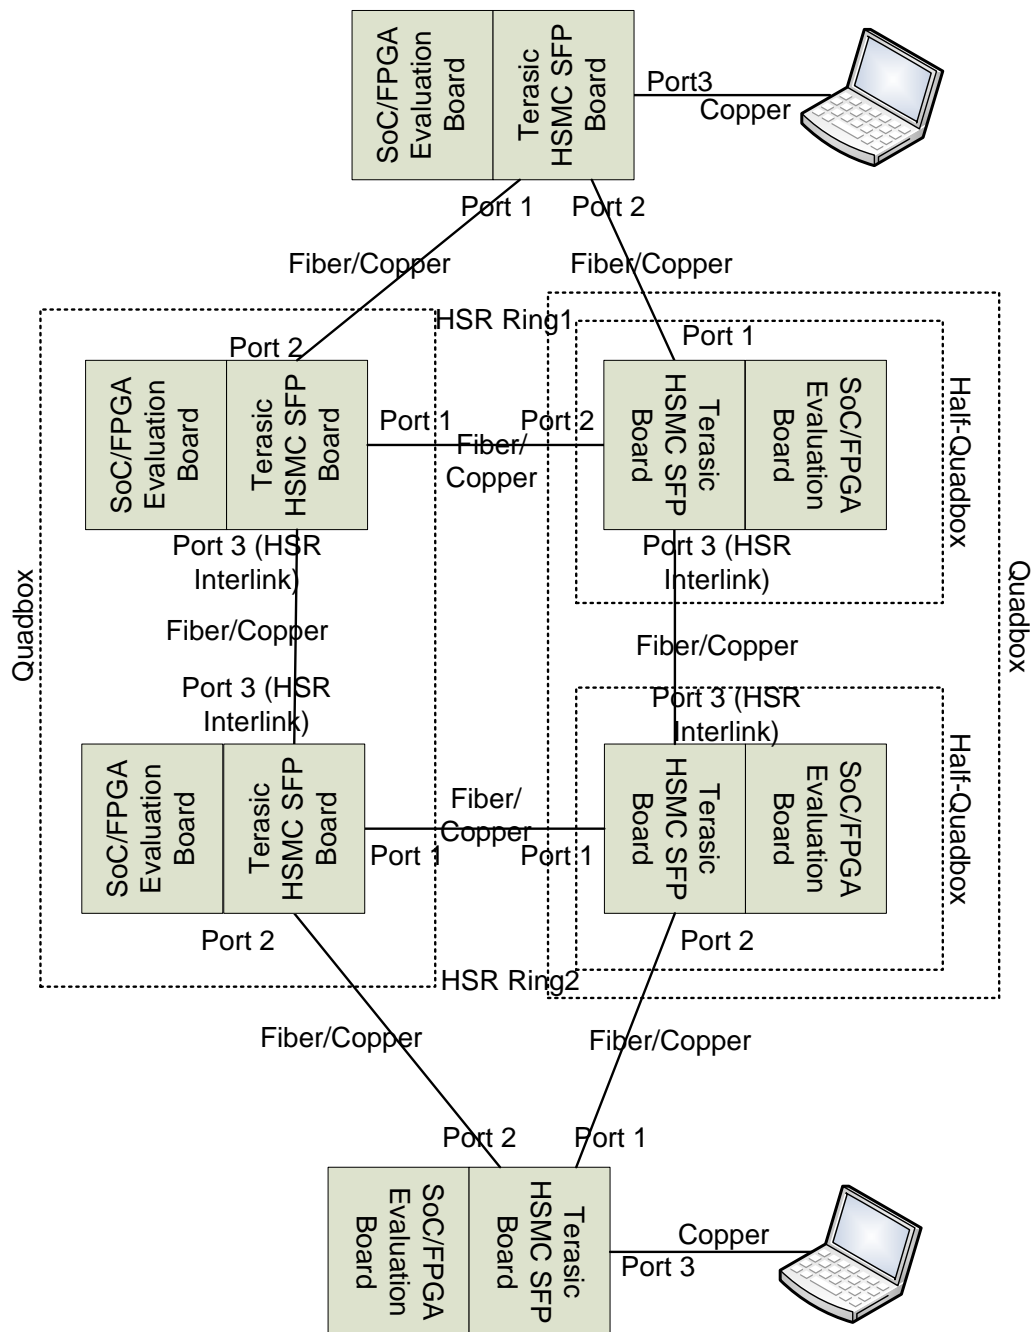 SoC/FPGA
Evaluation
Board
Terasic
HSMC SFP
Board
Port3
Copper
Port 1
Port 2
Fiber/Copper
Fiber/Copper
HSR Ring1
Port 2
Port 1
SoC/FPGA
Evaluation
Board
Terasic
HSMC SFP
Board
Port 1
Port 2
Fiber/
Copper
Terasic
HSMC SFP
Board
SoC/FPGA
Evaluation
Board
Half-Quadbox
Port 3 (HSR
Interlink)
Port 3 (HSR
Interlink)
Quadbox
Quadbox
Fiber/Copper
Fiber/Copper
Port 3 (HSR
Interlink)
Port 3 (HSR
Interlink)
SoC/FPGA
Evaluation
Board
Terasic
HSMC SFP
Board
Fiber/
Copper
Port 1
Port 1
Terasic
HSMC SFP
Board
SoC/FPGA
Evaluation
Board
Half-Quadbox
Port 2
Port 2
HSR Ring2
Fiber/Copper
Fiber/Copper
Port 2
Port 1
SoC/FPGA
Evaluation
Board
Terasic
HSMC SFP
Board
Copper
Port 3